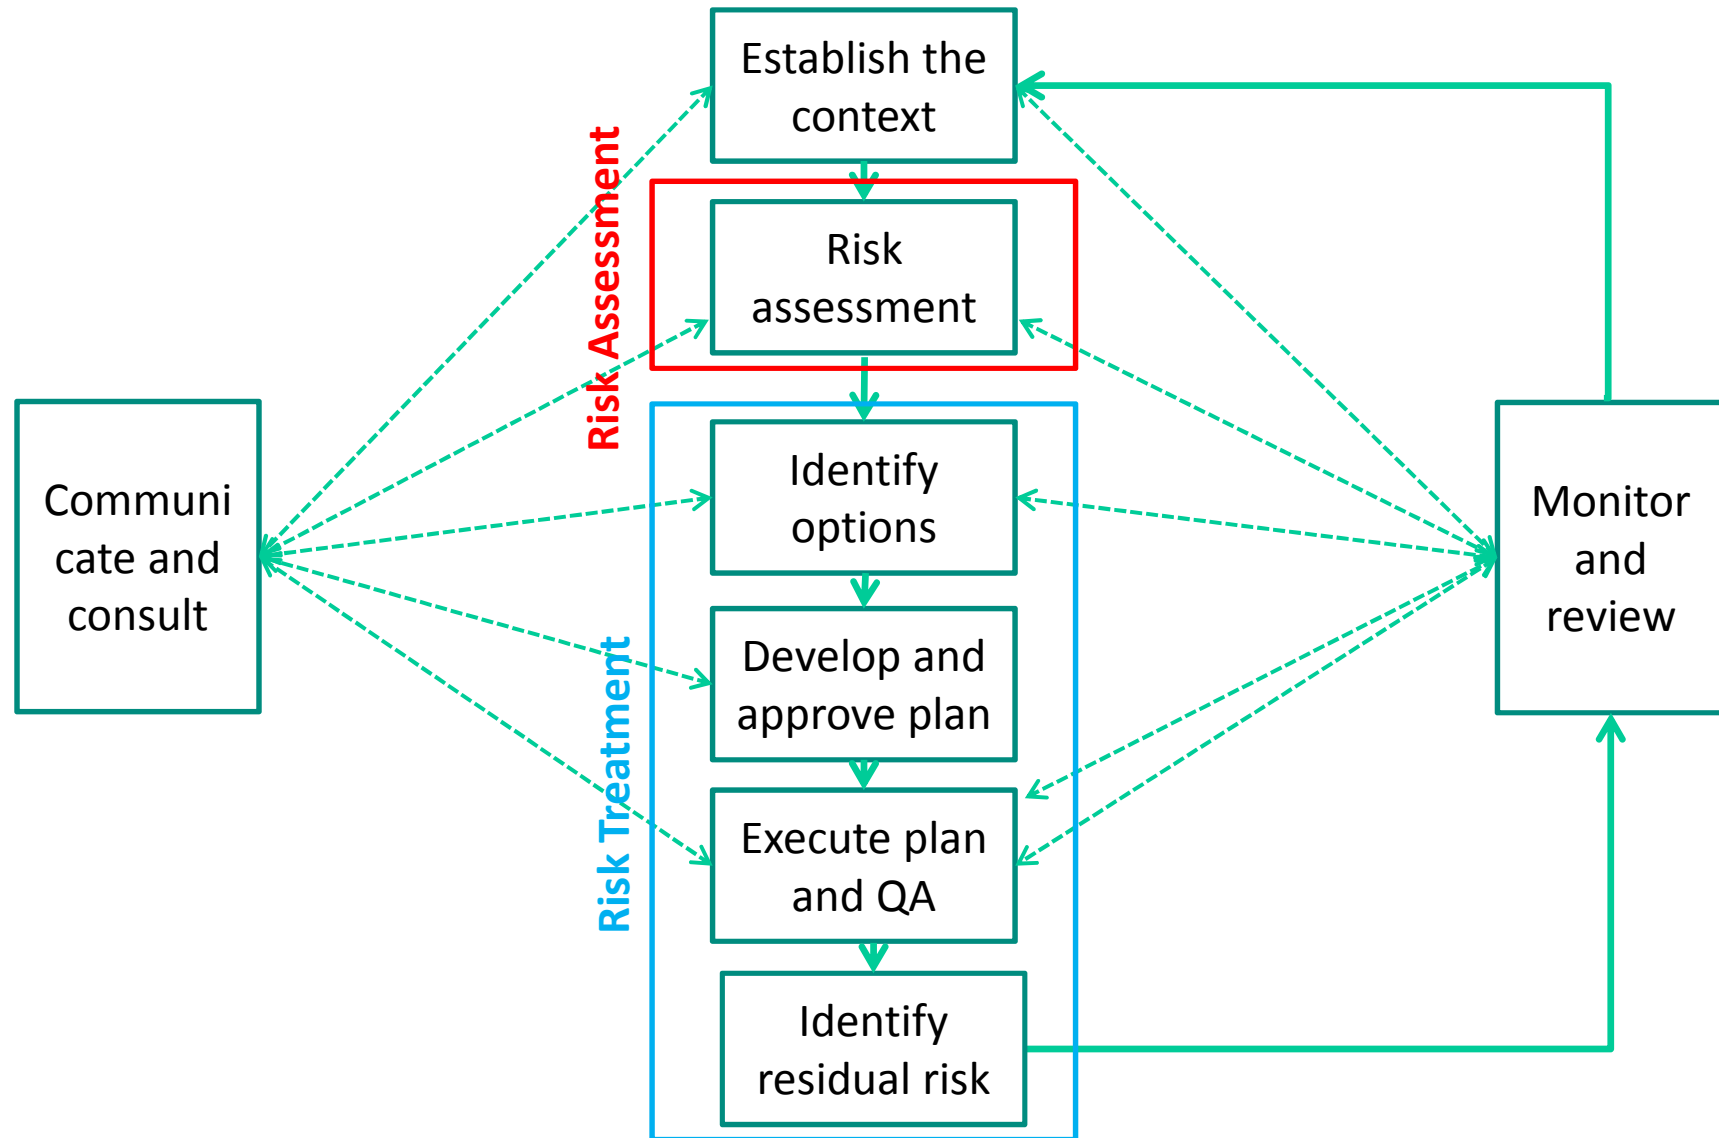 Establish the
context
Risk Assessment
Risk
assessment
Communi
cate and
consult
Identify
options
Monitor
and
review
Risk Treatment
Develop and
approve plan
Execute plan
and QA
Identify
residual risk